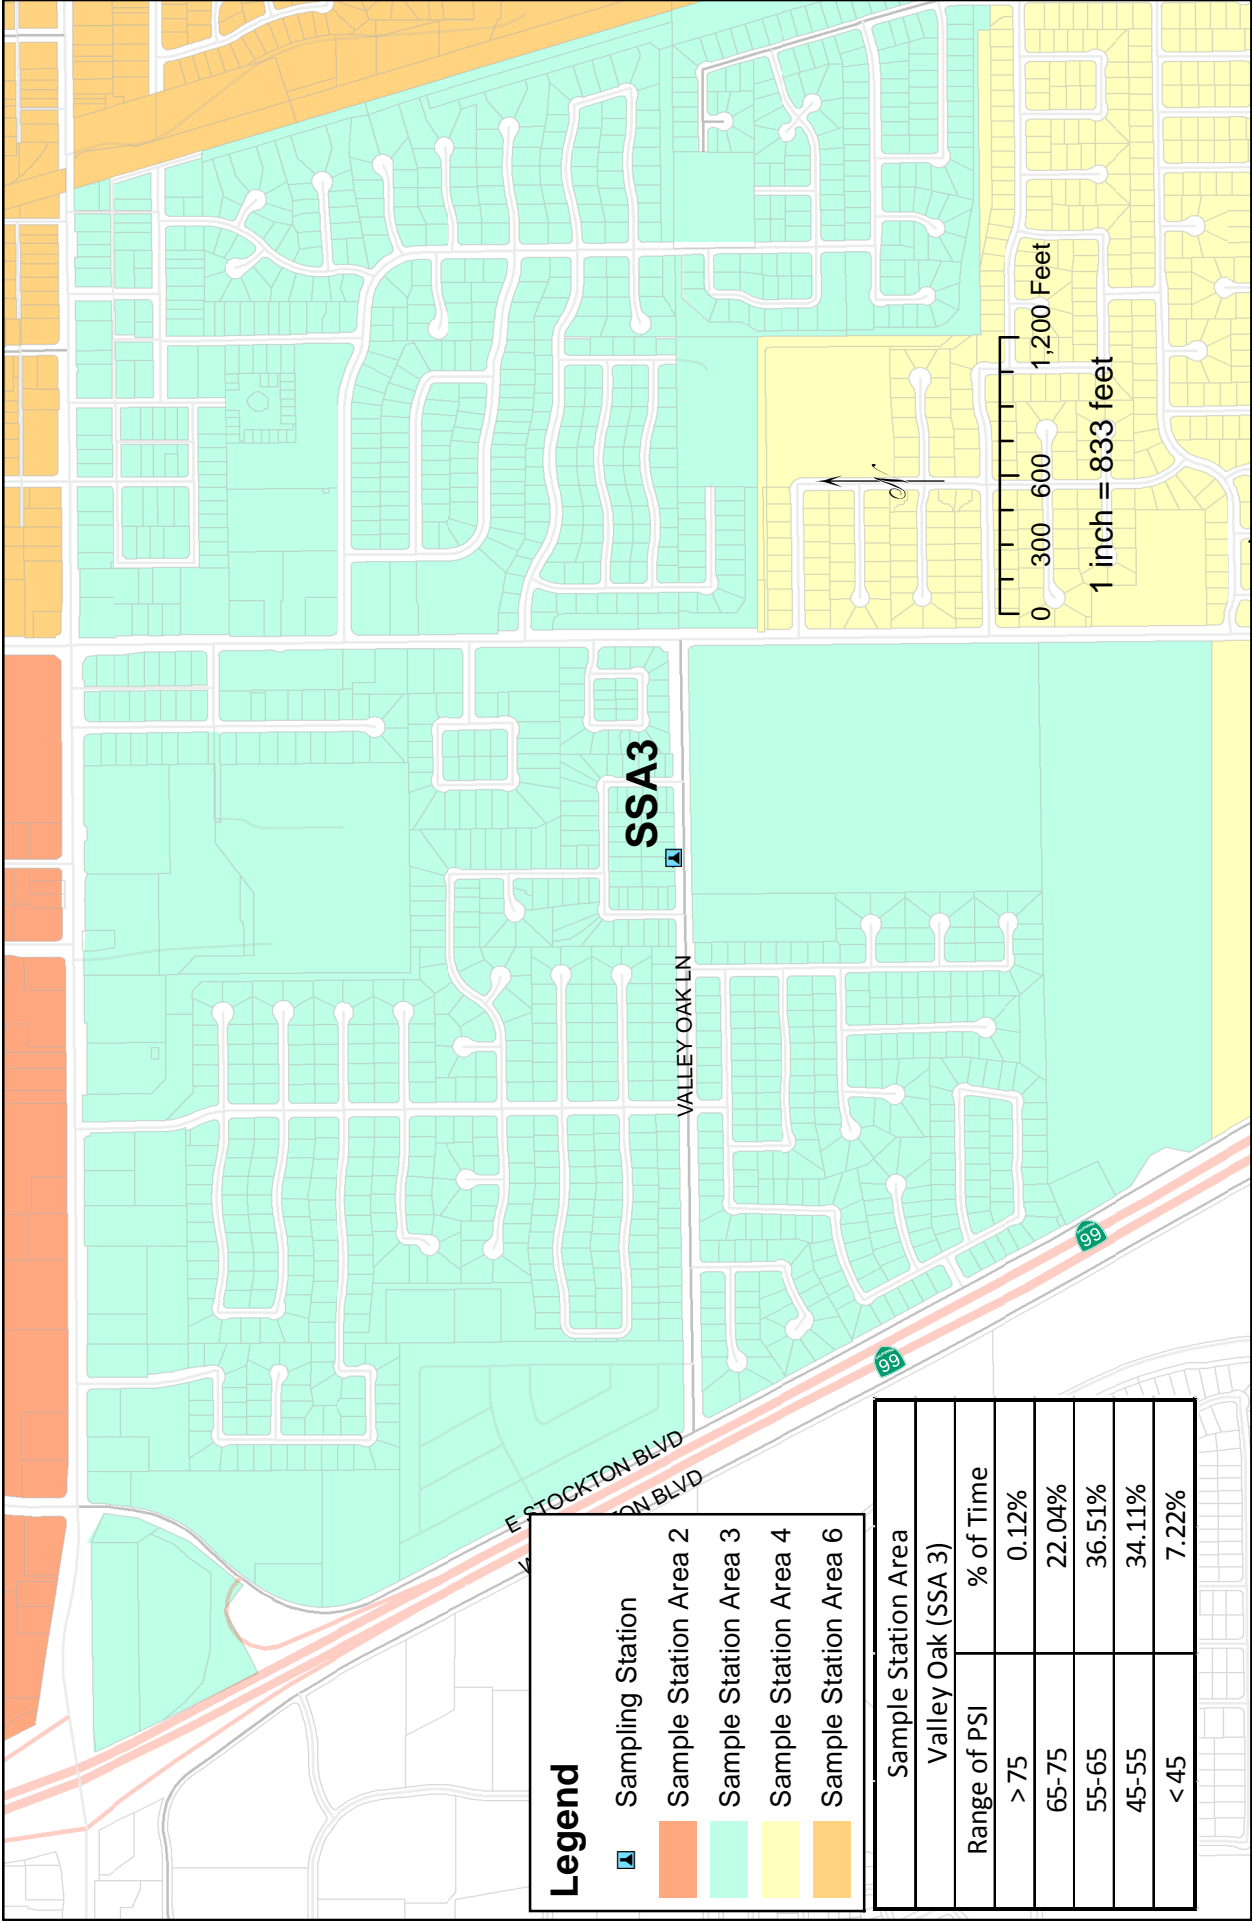 SSA3
VALLEY OAK LN
E STOCKTON BLVD
W
TON BLVD
99
99
N
0 300 600 1,200 Feet
1 inch = 833 feet
Legend
Sampling Station
Sample Station Area 2
Sample Station Area 3
Sample Station Area 4
Sample Station Area 6
Sample Station Area
Valley Oak (SSA 3)
Range of PSI % of Time
> 75 0.12%
65-75 22.04%
55-65 36.51%
45-55 34.11%
< 45 7.22%